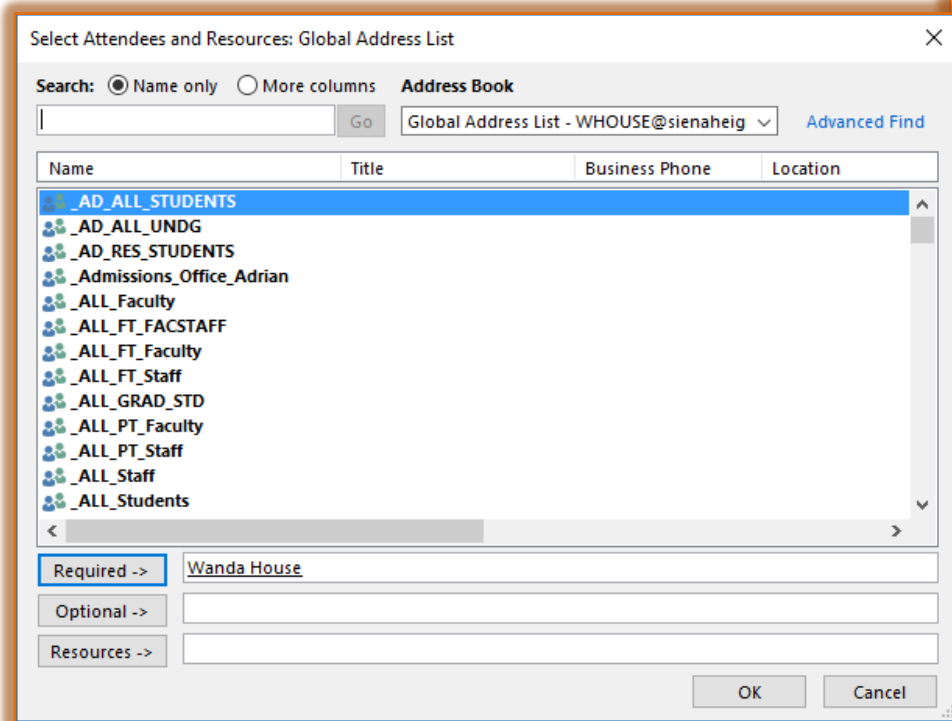 Select Attendees and Resources: Global Address List
Search: Name only More columns Address Book
Go Global Address List - WHOUSE@sienaheig Advanced Find
Name Title Business Phone Location
_AD_ALL_STUDENTS
_AD_ALL_UNDG
_AD_RES_STUDENTS
_Admissions_Office_Adrian
_ALL_Faculty
_ALL_FT_FACSTAFF
_ALL_FT_Faculty
_ALL_FT_Staff
_ALL_GRAD_STD
_ALL_PT_Faculty
_ALL_PT_Staff
_ALL_Staff
_ALL_Students
Required -> Wanda House
Optional ->
Resources ->
OK Cancel